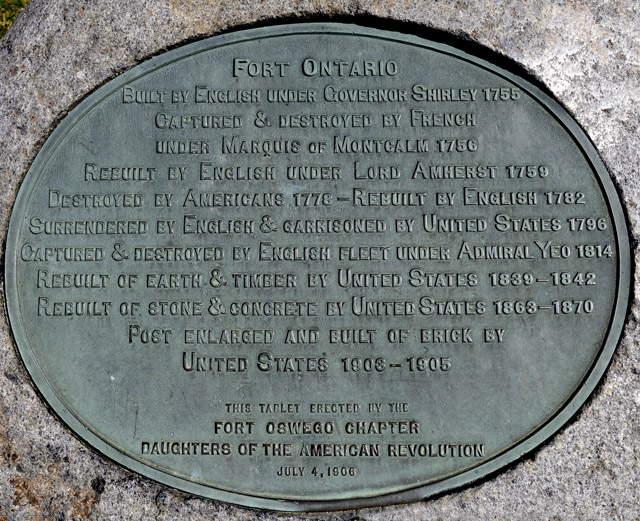 FORT ONTARIO
BUILT BY ENGLISH UNDER GOVERNOR SHIRLEY 1755
CAPTURED & DESTROYED BY FRENCH
UNDER MARQUIS OF MONTCALM 1756
REBUILT BY ENGLISH UNDER LORD AMHERST 1759
DESTROYED BY AMERICANS 1778 – REBUILT BY ENGLISH 1782
SURRENDERED BY ENGLISH & GARRISONED BY UNITED STATES 1796
CAPTURED & DESTROYED BY ENGLISH FLEET UNDER ADMIRAL YEO 1814
REBUILT OF EARTH & TIMBER BY UNITED STATES 1839 – 1842
REBUILT OF STONE & CONCRETE BY UNITED STATES 1863 – 1870
POST ENLARGED AND BUILT OF BRICK BY
UNITED STATES 1903 – 1905
THIS TABLET ERECTED BY THE
FORT OSWEGO CHAPTER
DAUGHTERS OF THE AMERICAN REVOLUTION
JULY 4, 1906